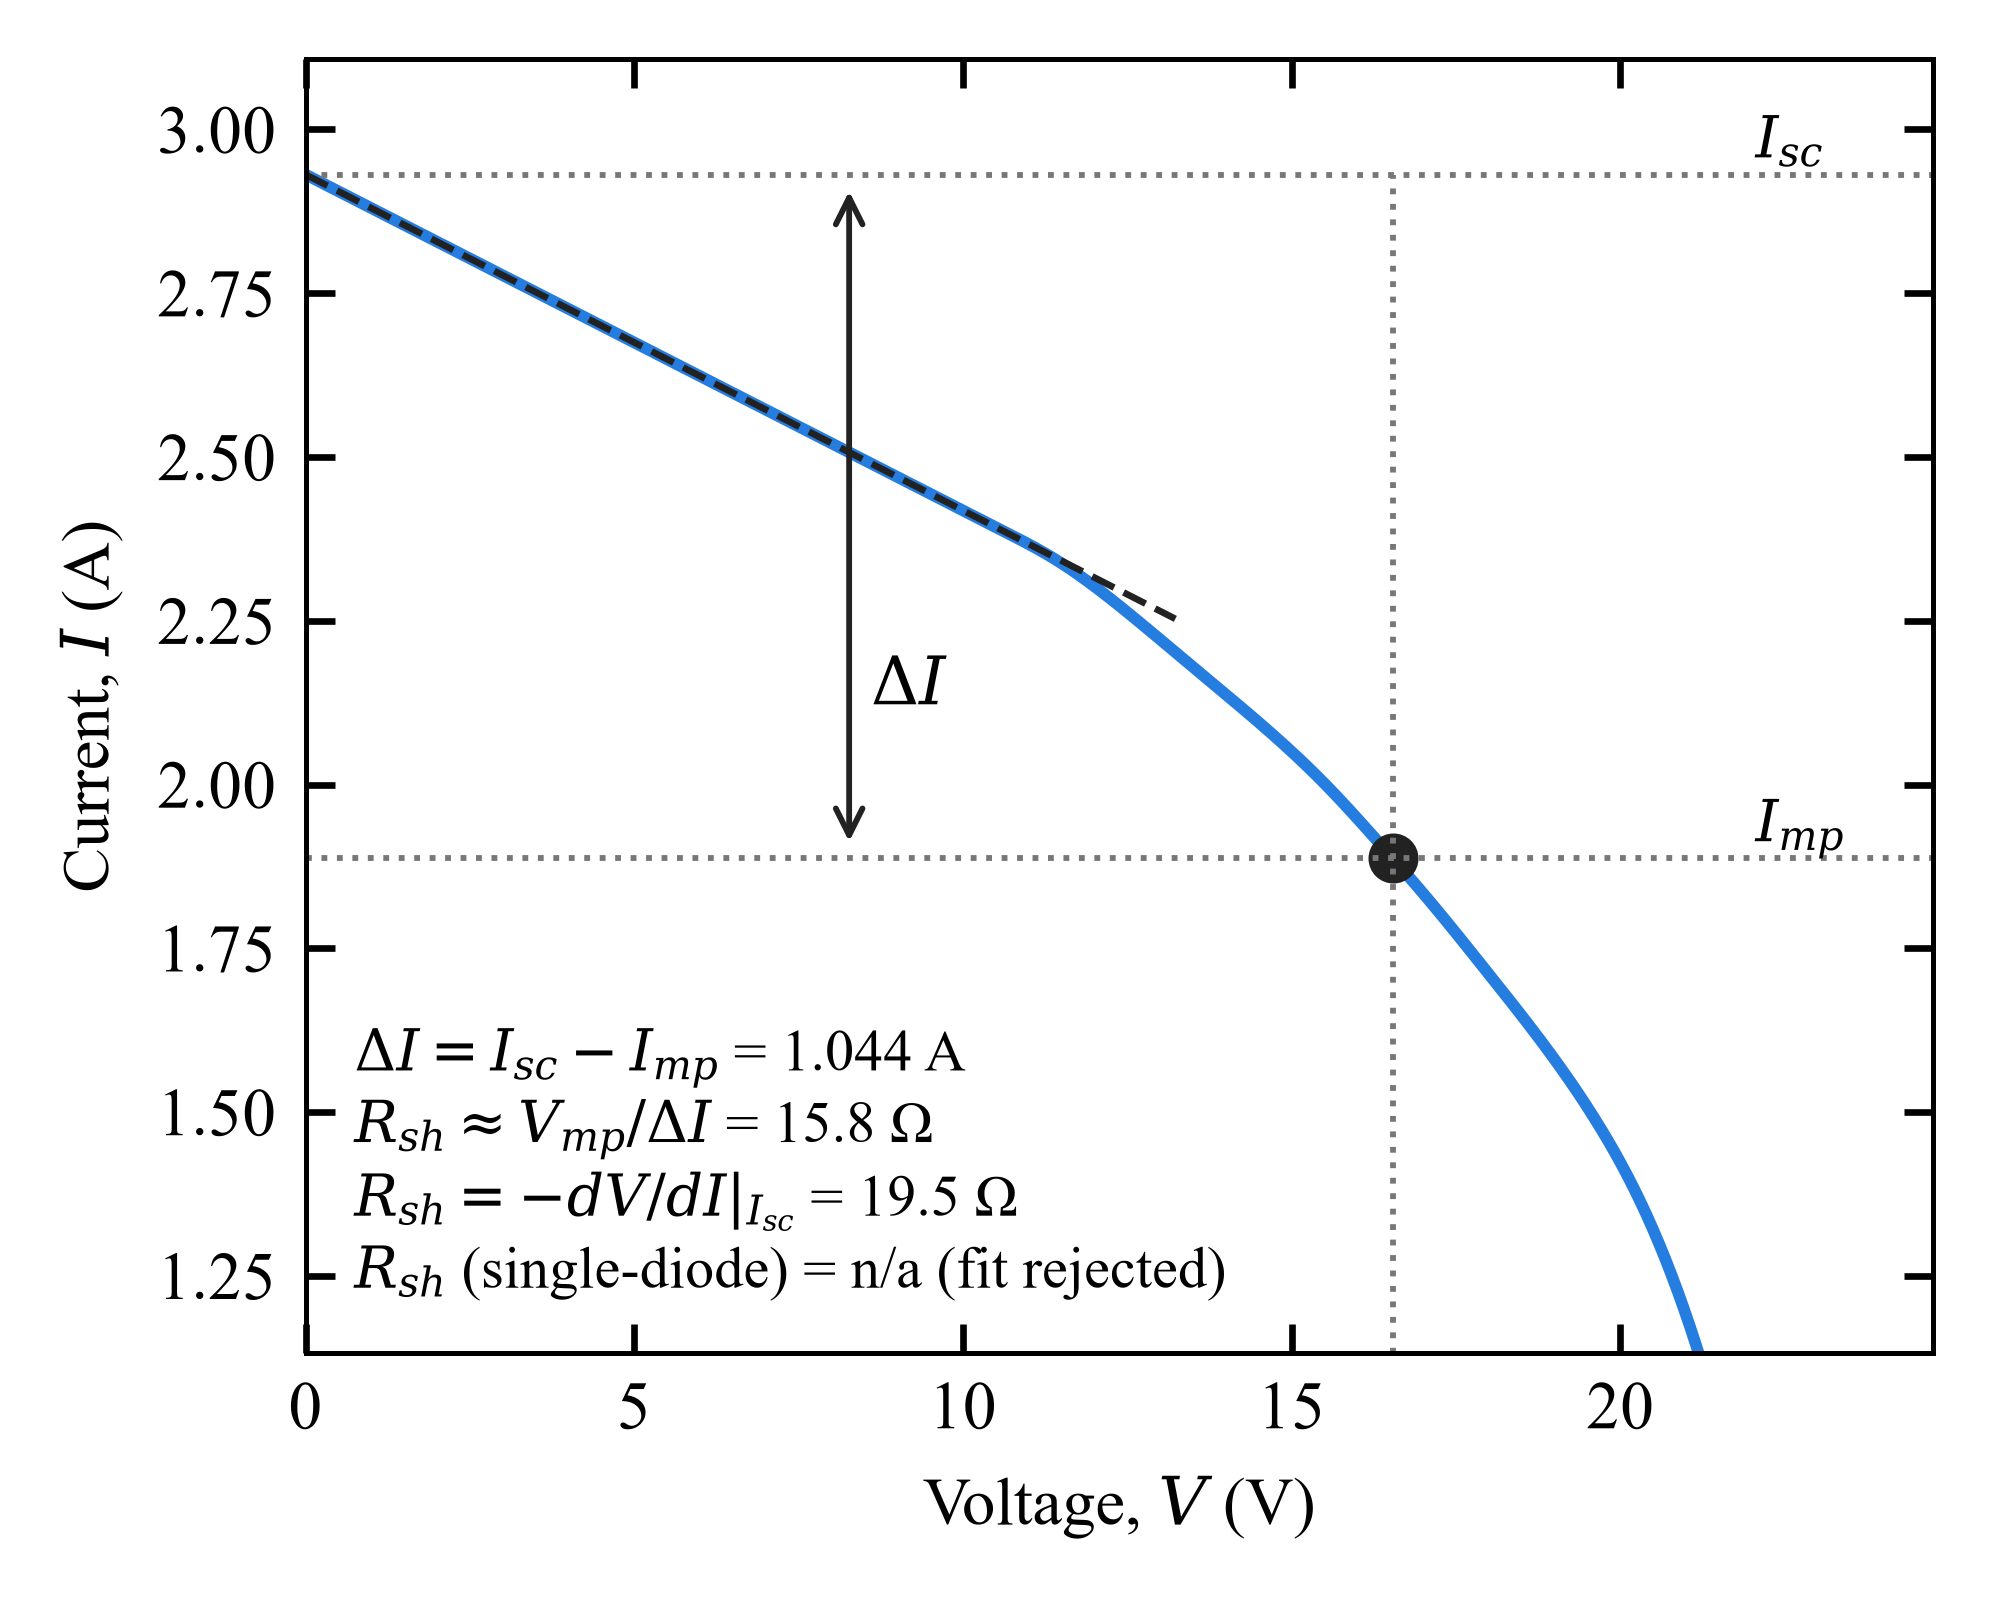 3.00
2.75
2.50
2.25
2.00
1.75
1.50
1.25
Current, I (A)
I_sc
ΔI
I_mp
ΔI = I_sc − I_mp = 1.044 A
R_sh ≈ V_mp/ΔI = 15.8 Ω
R_sh = −dV/dI|_I_sc = 19.5 Ω
R_sh (single-diode) = n/a (fit rejected)
0 5 10 15 20
Voltage, V (V)